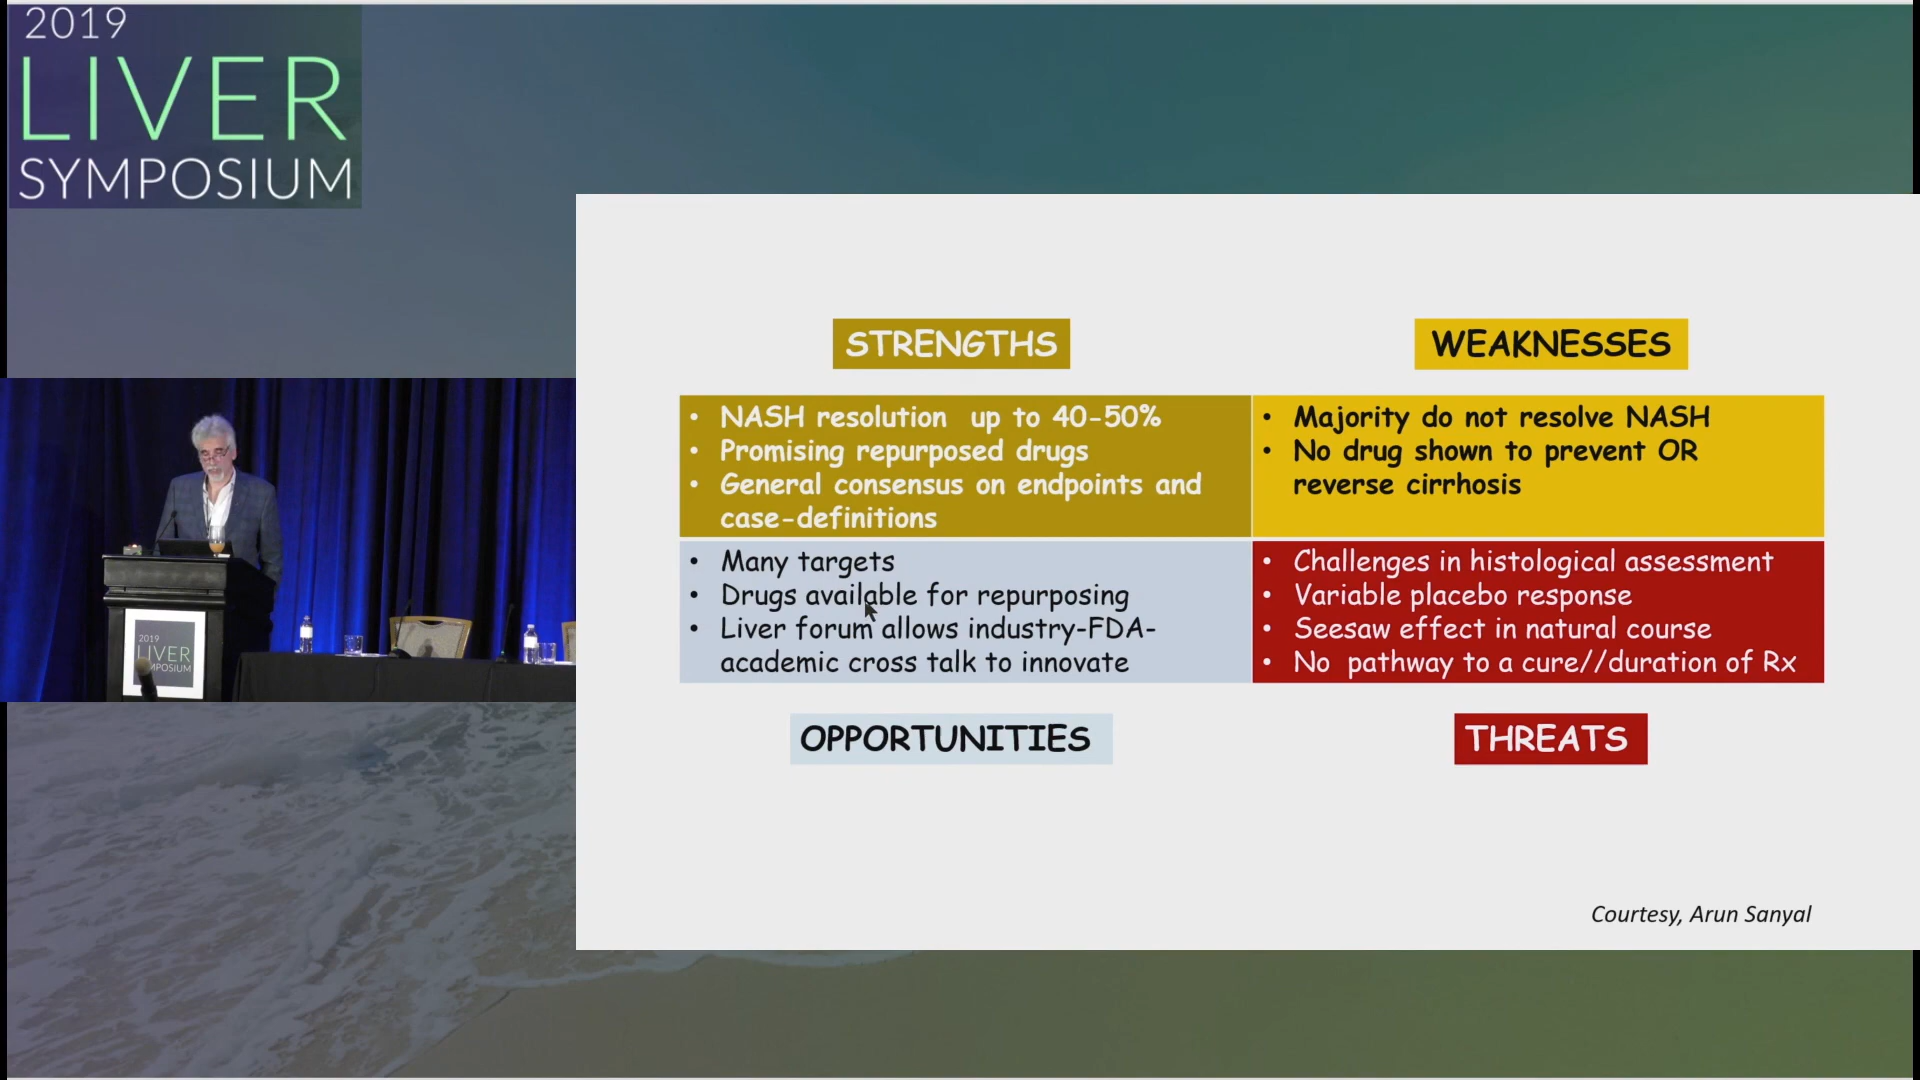 2019
LIVER
SYMPOSIUM
STRENGTHS
WEAKNESSES
• NASH resolution up to 40-50%
• Promising repurposed drugs
• General consensus on endpoints and
case-definitions
• Majority do not resolve NASH
• No drug shown to prevent OR
reverse cirrhosis
• Many targets
• Drugs available for repurposing
• Liver forum allows industry-FDA-
academic cross talk to innovate
• Challenges in histological assessment
• Variable placebo response
• Seesaw effect in natural course
• No pathway to a cure//duration of Rx
OPPORTUNITIES
THREATS
Courtesy, Arun Sanyal
2019
LIVER
MPOSIUM